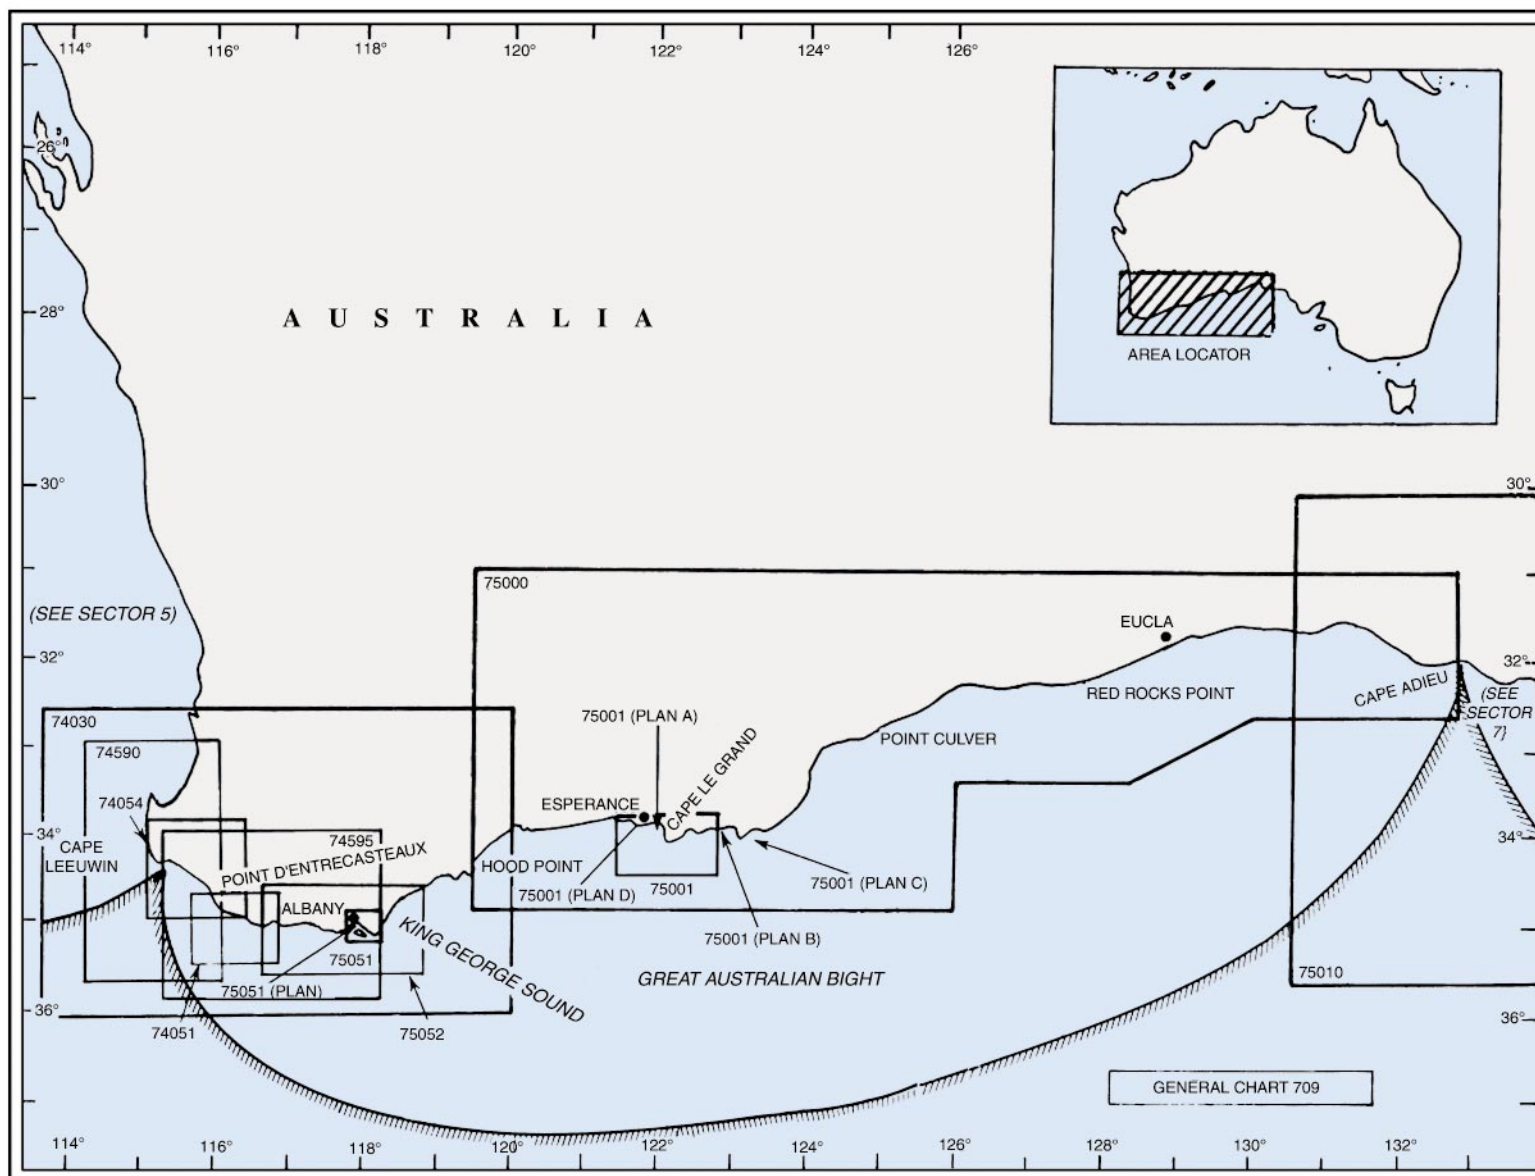 114°
116°
118°
120°
122°
124°
126°
26°
28°
AUSTRALIA
AREA LOCATOR
30°
30°
75000
(SEE SECTOR 5)
EUCLA
32°
32°
RED ROCKS POINT
CAPE ADIEU
(SEE
SECTOR
7)
74030
75001 (PLAN A)
74590
POINT CULVER
CAPE LE GRAND
74054
ESPERANCE
34°
34°
74595
CAPE
LEEUWIN
POINT D'ENTRECASTEAUX
HOOD POINT
75001 (PLAN D)
75001
75001 (PLAN C)
ALBANY
KING GEORGE SOUND
75001 (PLAN B)
75051
GREAT AUSTRALIAN BIGHT
75010
75051 (PLAN)
36°
36°
74051
75052
GENERAL CHART 709
114°
116°
118°
120°
122°
124°
126°
128°
130°
132°